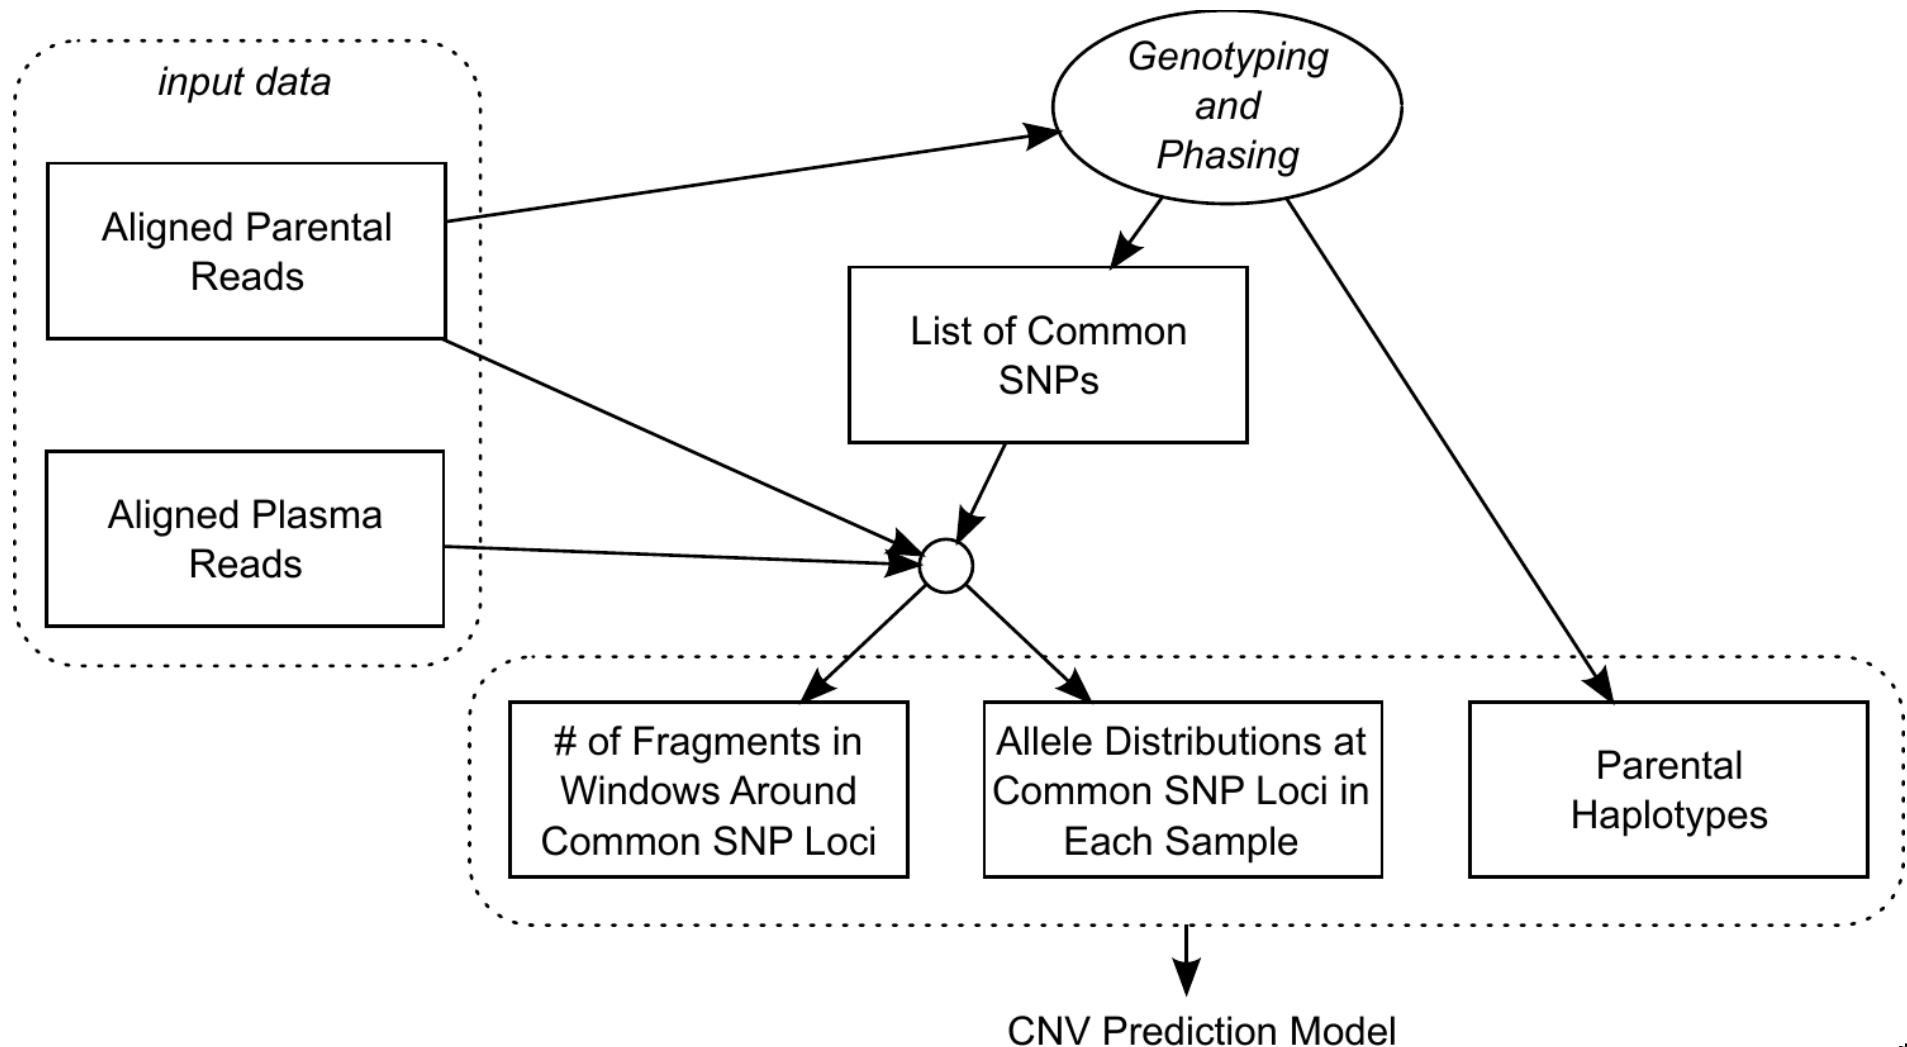 input data
Genotyping
and
Phasing
Aligned Parental
Reads
List of Common
SNPs
Aligned Plasma
Reads
# of Fragments in
Windows Around
Common SNP Loci
Allele Distributions at
Common SNP Loci in
Each Sample
Parental
Haplotypes
CNV Prediction Model